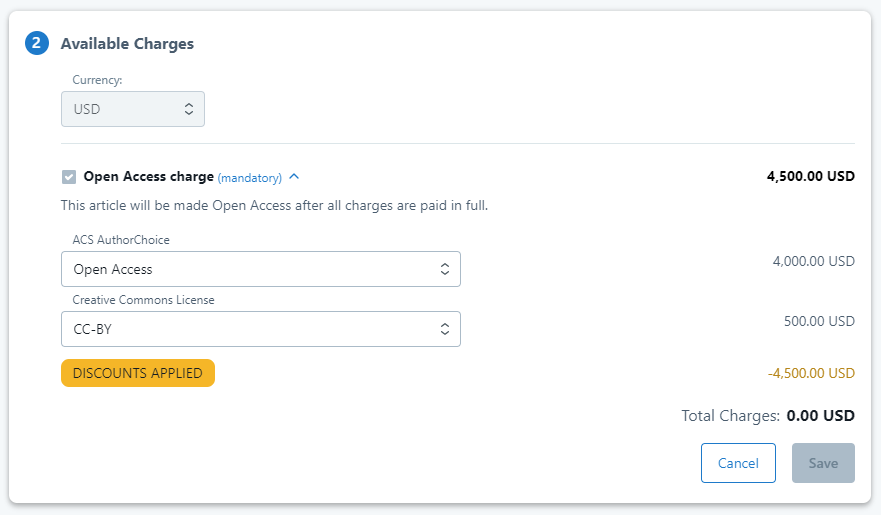 2 Available Charges
Currency:
USD
Open Access charge (mandatory) 4,500.00 USD
This article will be made Open Access after all charges are paid in full.
ACS AuthorChoice
Open Access 4,000.00 USD
Creative Commons License
CC-BY 500.00 USD
DISCOUNTS APPLIED -4,500.00 USD
Total Charges: 0.00 USD
Cancel Save